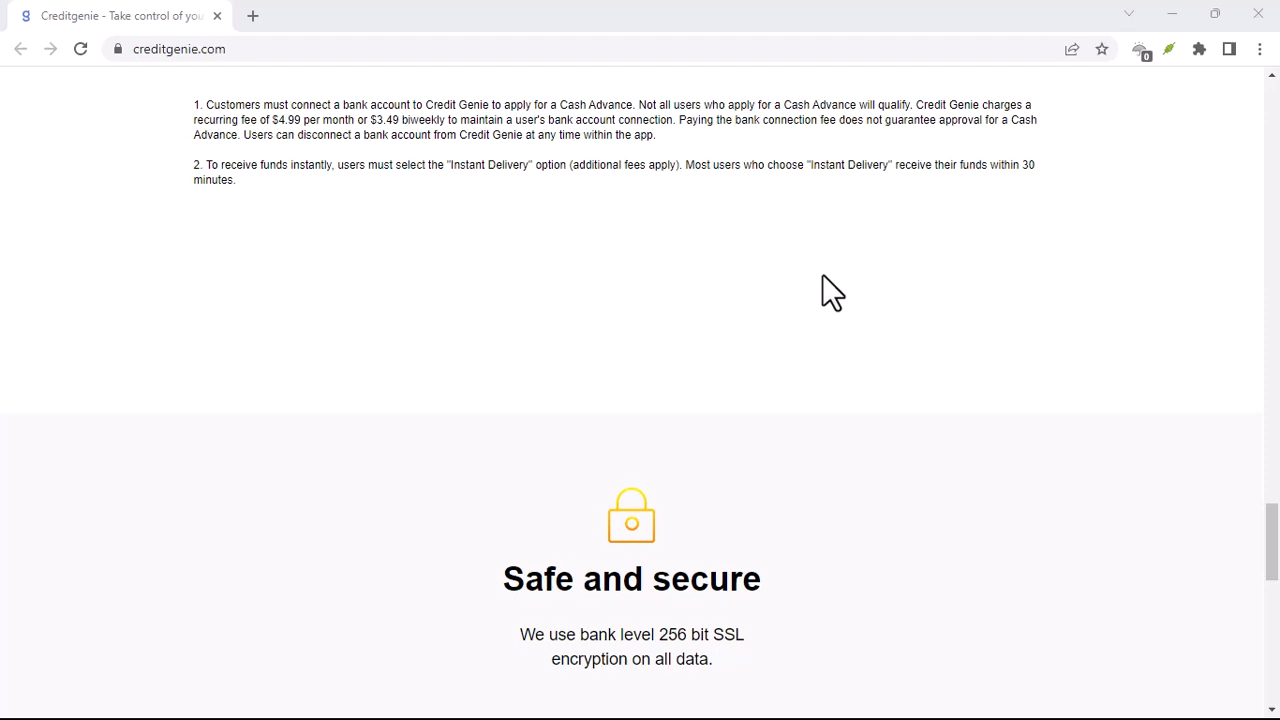 Creditgenie - Take control of you
creditgenie.com
0
1. Customers must connect a bank account to Credit Genie to apply for a Cash Advance. Not all users who apply for a Cash Advance will qualify. Credit Genie charges a
recurring fee of $4.99 per month or $3.49 biweekly to maintain a user's bank account connection. Paying the bank connection fee does not guarantee approval for a Cash
Advance. Users can disconnect a bank account from Credit Genie at any time within the app.
2. To receive funds instantly, users must select the "Instant Delivery" option (additional fees apply). Most users who choose "Instant Delivery" receive their funds within 30
minutes.
Safe and secure
We use bank level 256 bit SSL
encryption on all data.